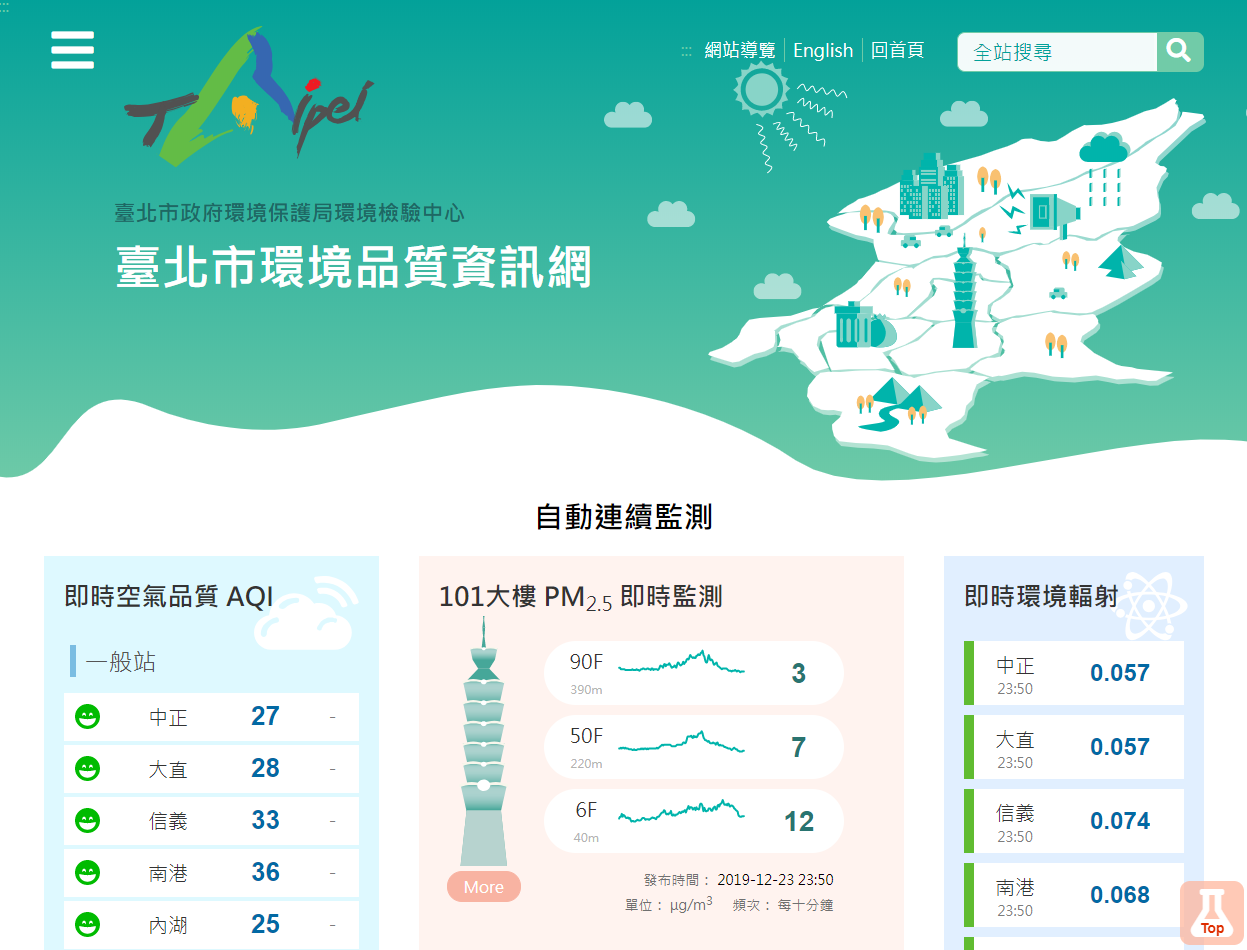 :::
::: 網站導覽 English 回首頁 全站搜尋
TAIPEI
臺北市政府環境保護局環境檢驗中心
臺北市環境品質資訊網
自動連續監測
即時空氣品質 AQI
一般站
中正 27 -
大直 28 -
信義 33 -
南港 36 -
內湖 25 -
101大樓 PM2.5 即時監測
90F 3
390m
50F 7
220m
6F 12
40m
More
發布時間： 2019-12-23 23:50
單位： μg/m3 頻次： 每十分鐘
即時環境輻射
中正 0.057
23:50
大直 0.057
23:50
信義 0.074
23:50
南港 0.068
23:50
Top